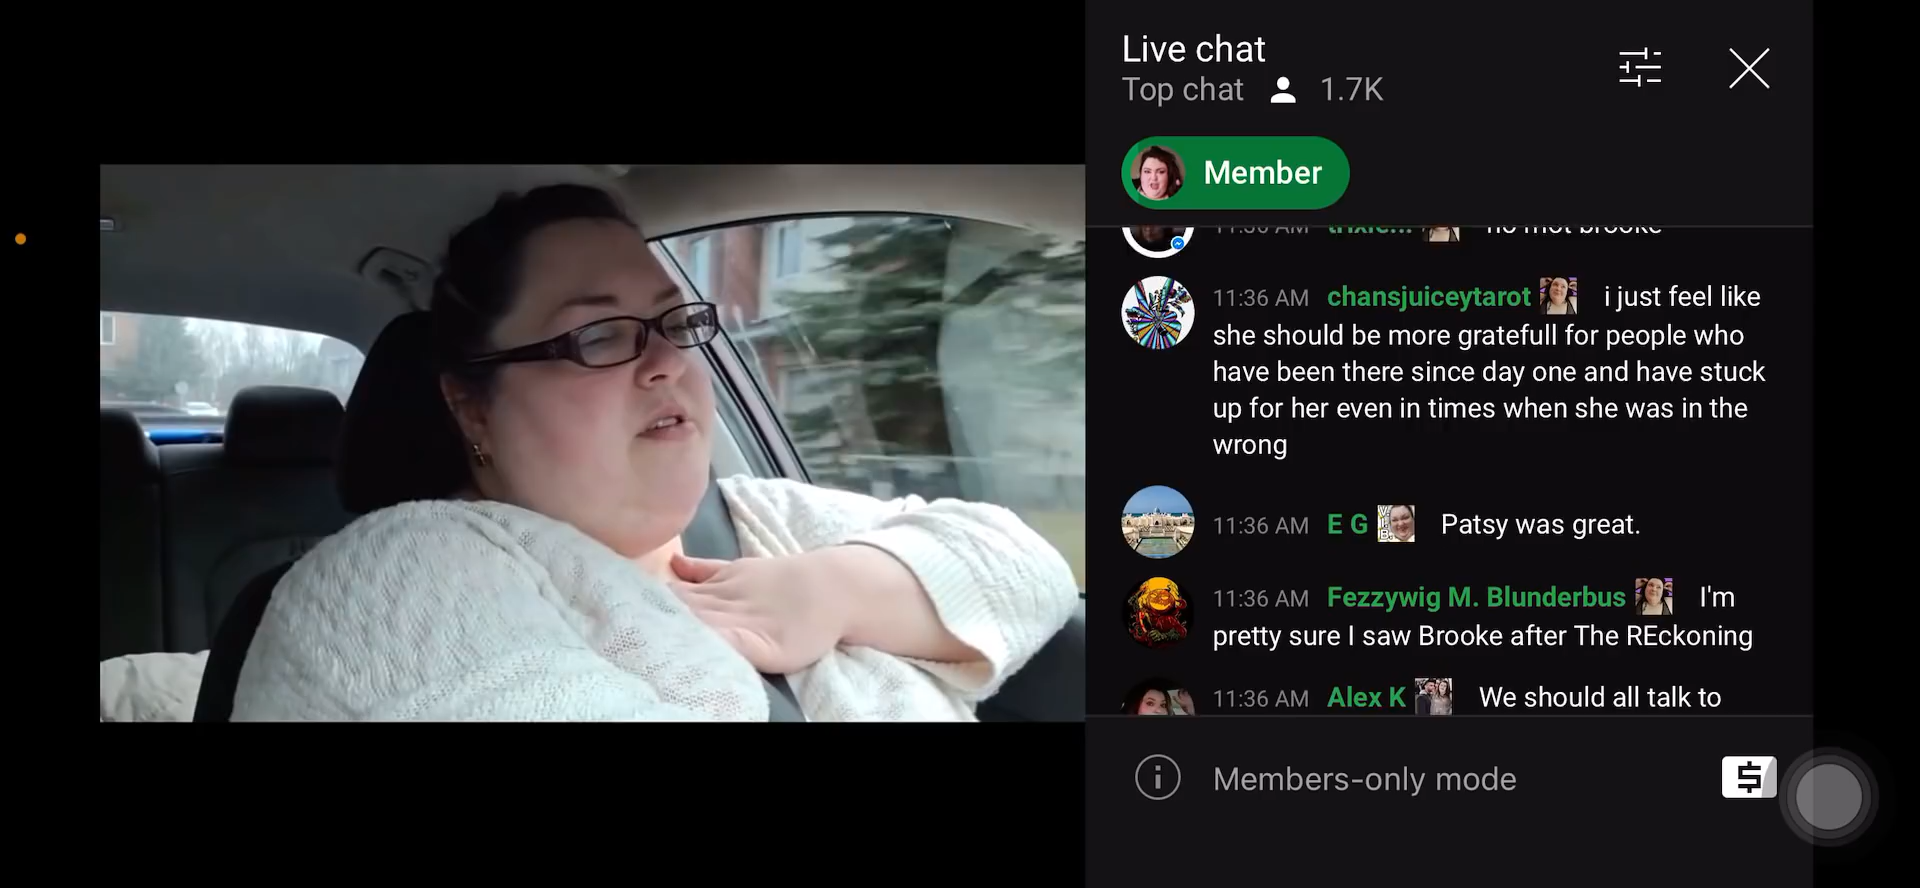 Live chat
Top chat 1.7K
Member
11:36 AM chansjuiceytarot i just feel like
she should be more gratefull for people who
have been there since day one and have stuck
up for her even in times when she was in the
wrong
11:36 AM E G Patsy was great.
11:36 AM Fezzywig M. Blunderbus I'm
pretty sure I saw Brooke after The REckoning
11:36 AM Alex K We should all talk to
Members-only mode